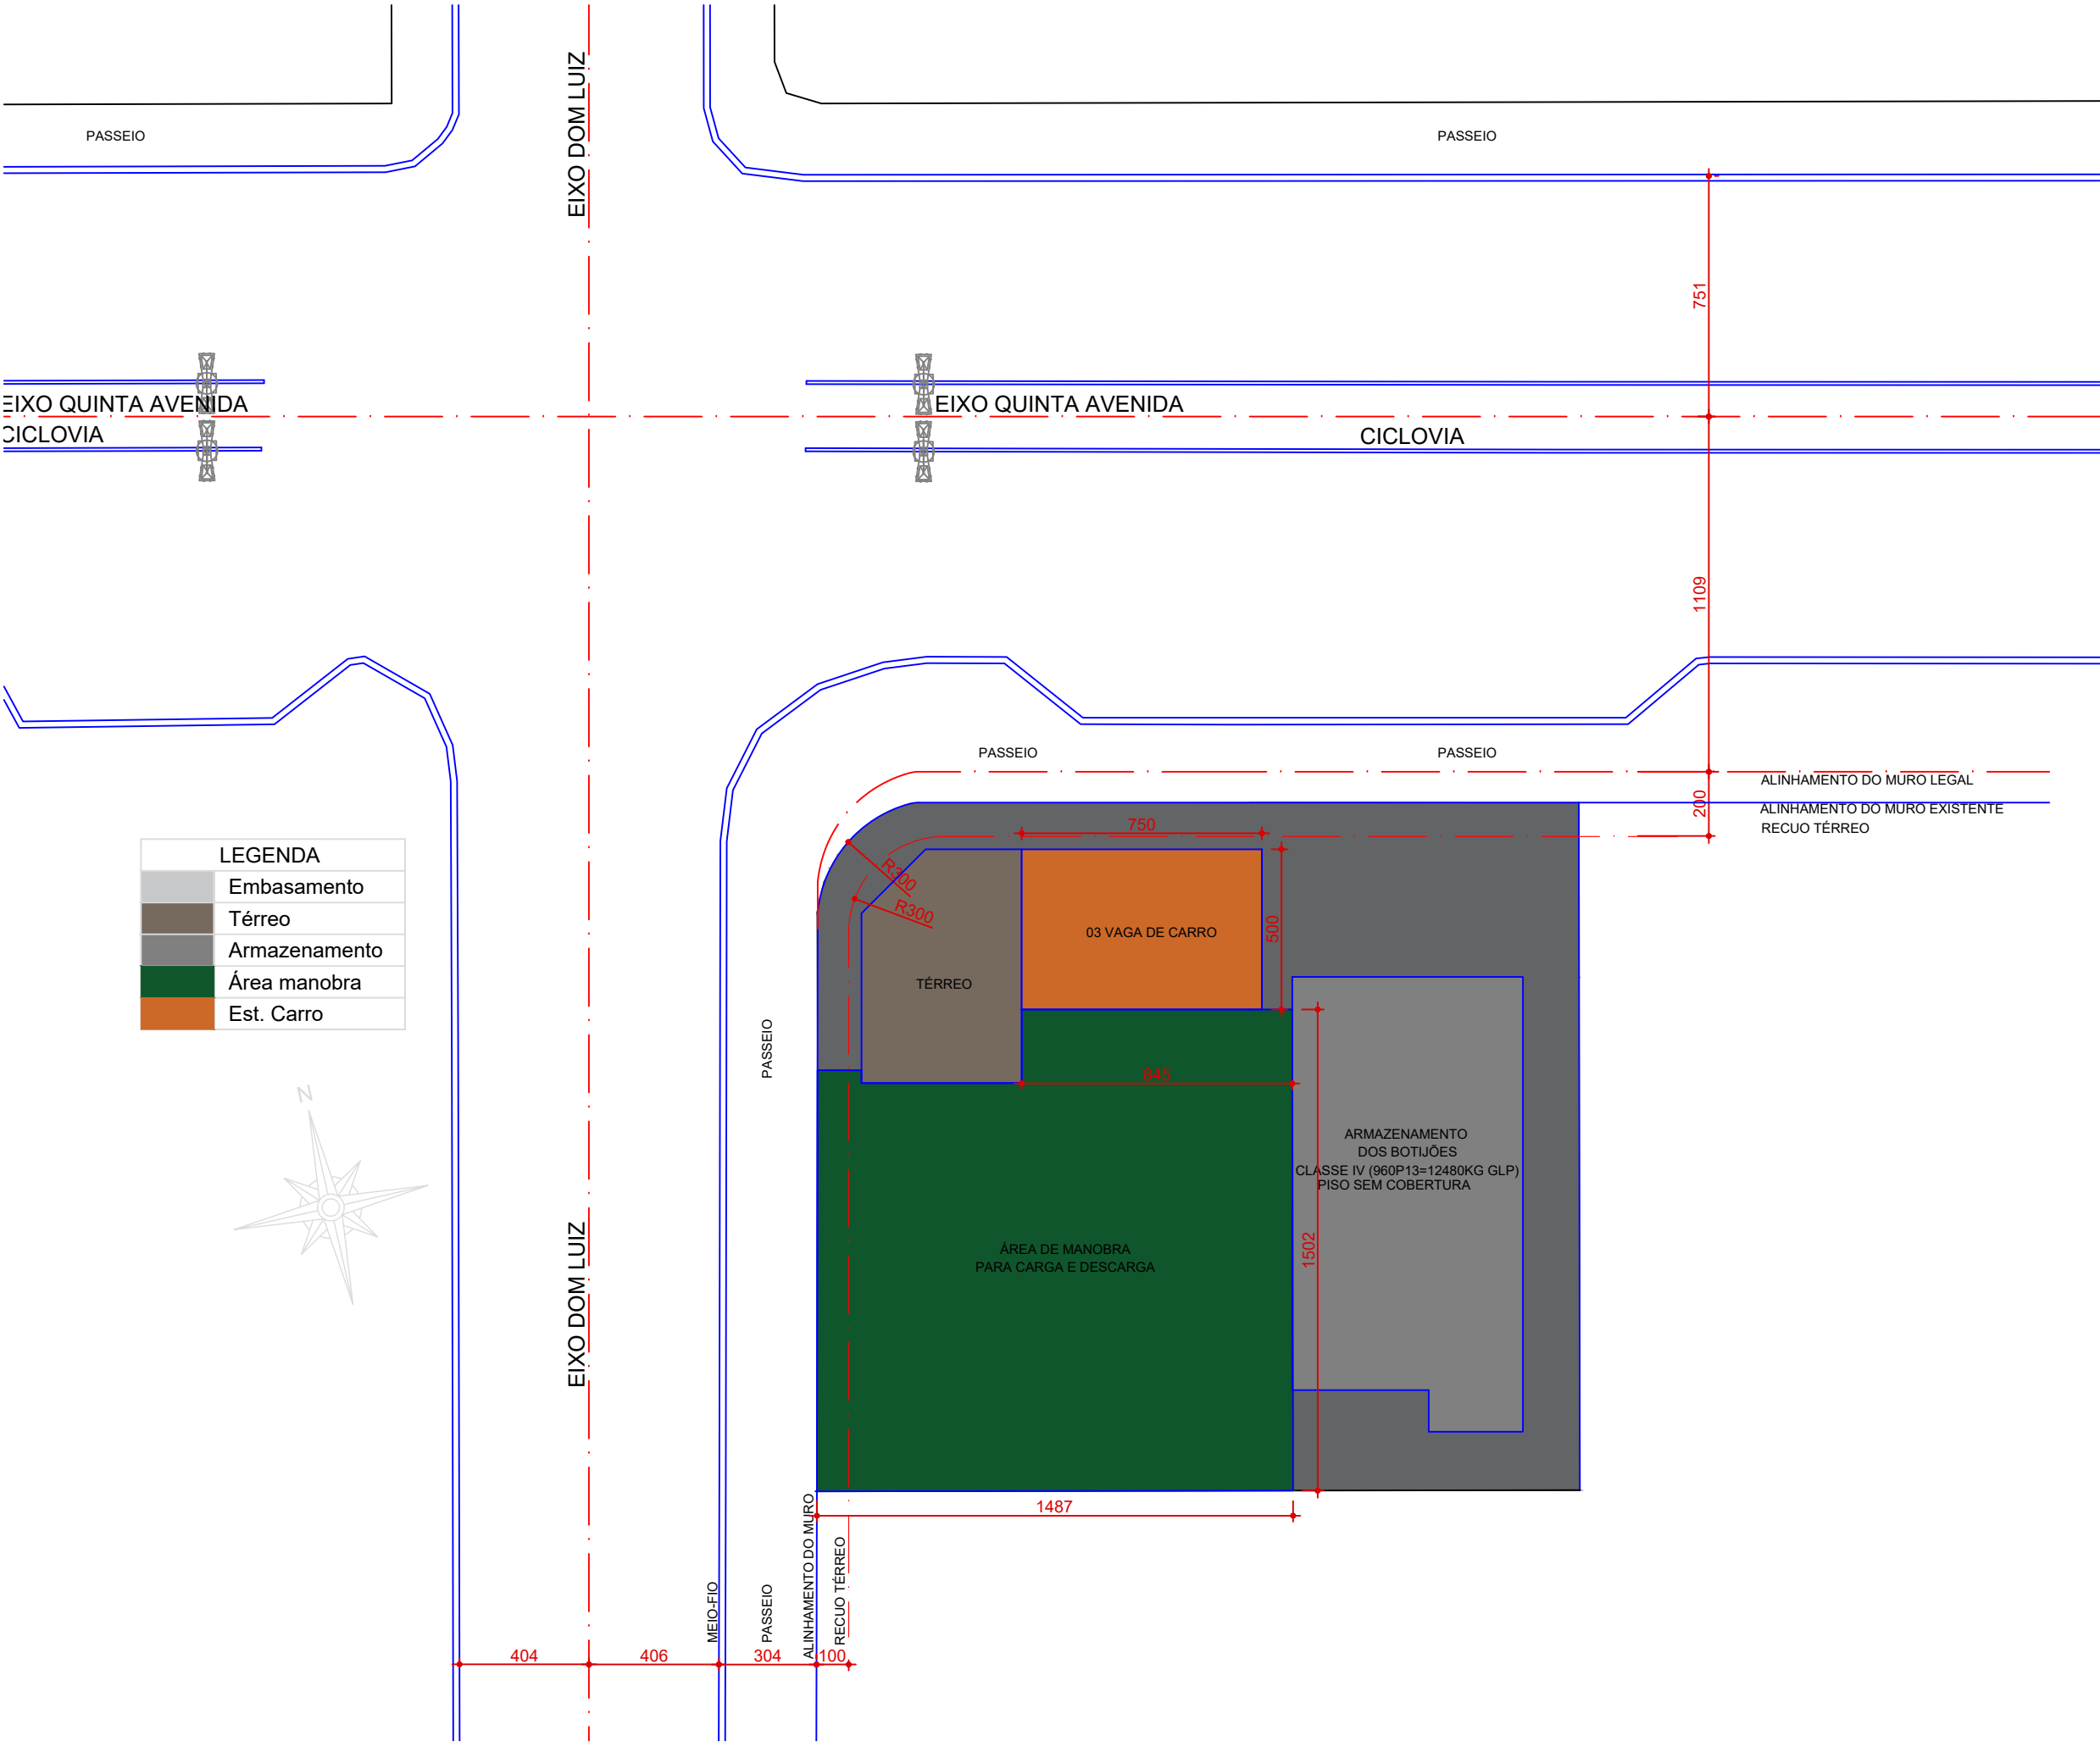 EIXO DOM LUIZ
PASSEIO
PASSEIO
751
EIXO QUINTA AVENIDA
EIXO QUINTA AVENIDA
CICLOVIA
CICLOVIA
1109
PASSEIO
PASSEIO
ALINHAMENTO DO MURO LEGAL
200
ALINHAMENTO DO MURO EXISTENTE
RECUO TÉRREO
750
LEGENDA
Embasamento
Térreo
Armazenamento
Área manobra
Est. Carro
R300
R300
03 VAGA DE CARRO
500
TÉRREO
PASSEIO
845
N
ARMAZENAMENTO
DOS BOTIJÕES
CLASSE IV (960P13=12480KG GLP)
PISO SEM COBERTURA
1502
ÁREA DE MANOBRA
PARA CARGA E DESCARGA
EIXO DOM LUIZ
1487
MEIO-FIO
PASSEIO
ALINHAMENTO DO MURO
RECUO TÉRREO
404
406
304
100